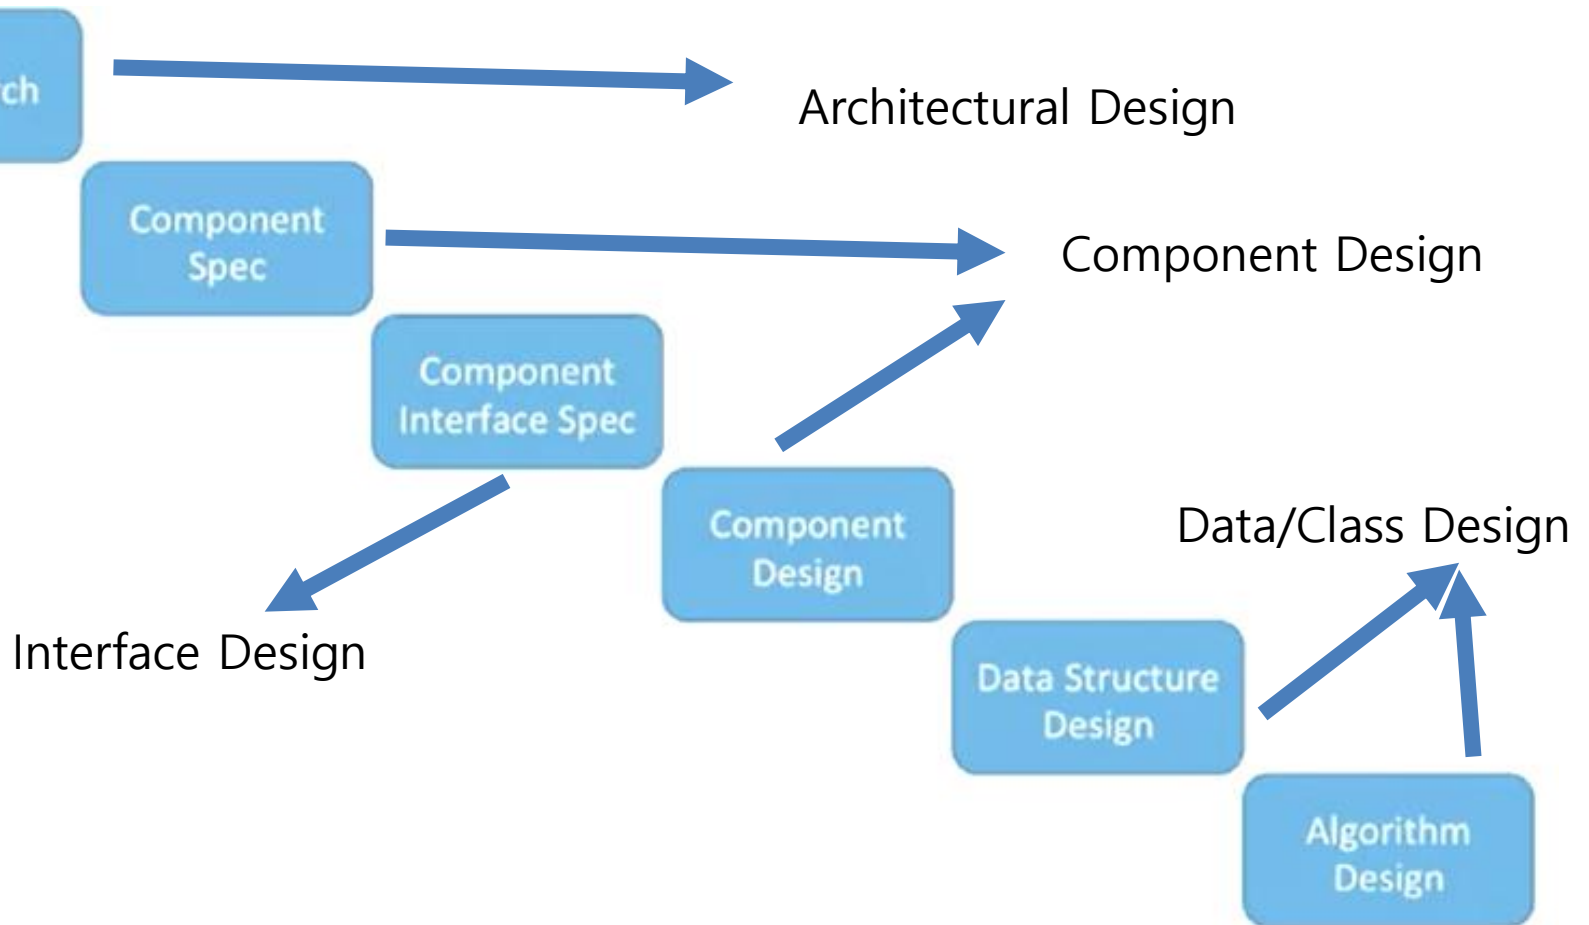 Architectural Design
Component
Spec
Component Design
Component
Interface Spec
Component
Design
Data/Class Design
Interface Design
Data Structure
Design
Algorithm
Design